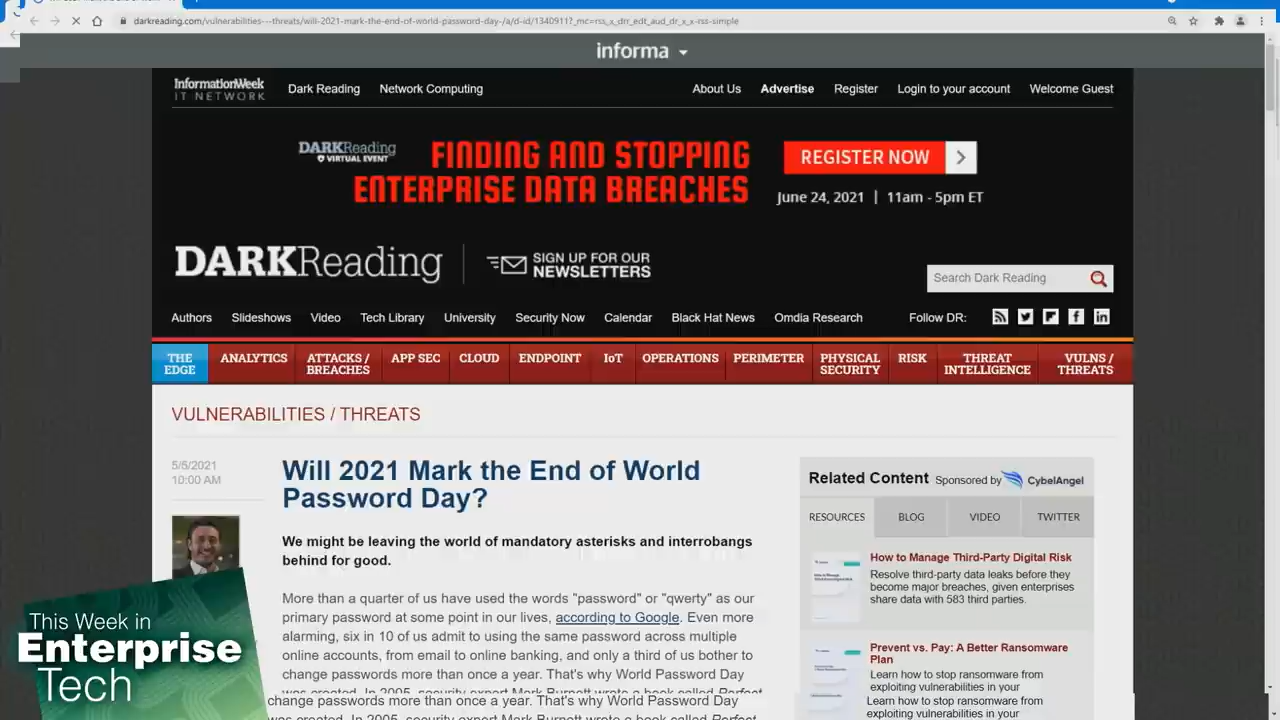 darkreading.com/vulnerabilities---threats/will-2021-mark-the-end-of-world-password-day-/a/d-id/1340911?_mc=rss_x_drr_edt_aud_dr_x_x-rss-simple
informa
InformationWeek
IT NETWORK
Dark Reading Network Computing About Us Advertise Register Login to your account Welcome Guest
DARKReading
VIRTUAL EVENT
FINDING AND STOPPING
ENTERPRISE DATA BREACHES
REGISTER NOW
June 24, 2021 | 11am - 5pm ET
DARKReading
SIGN UP FOR OUR
NEWSLETTERS
Search Dark Reading
Authors Slideshows Video Tech Library University Security Now Calendar Black Hat News Omdia Research Follow DR:
THE EDGE ANALYTICS ATTACKS / BREACHES APP SEC CLOUD ENDPOINT IoT OPERATIONS PERIMETER PHYSICAL SECURITY RISK THREAT INTELLIGENCE VULNS / THREATS
VULNERABILITIES / THREATS
5/5/2021
10:00 AM
Will 2021 Mark the End of World
Password Day?
We might be leaving the world of mandatory asterisks and interrobangs
behind for good.
More than a quarter of us have used the words "password" or "qwerty" as our
primary password at some point in our lives, according to Google. Even more
alarming, six in 10 of us admit to using the same password across multiple
online accounts, from email to online banking, and only a third of us bother to
change passwords more than once a year. That's why World Password Day
was created. In 2005, security expert Mark Burnett wrote a book called Perfect
change passwords more than once a year. That's why World Password Day
was created. In 2005, security expert Mark Burnett wrote a book called Perfect
Related Content Sponsored by CybelAngel
RESOURCES BLOG VIDEO TWITTER
How to Manage Third-Party Digital Risk
Resolve third-party data leaks before they
become major breaches, given enterprises
share data with 583 third parties.
Prevent vs. Pay: A Better Ransomware
Plan
Learn how to stop ransomware from
exploiting vulnerabilities in your
Learn how to stop ransomware from
exploiting vulnerabilities in your
This Week in
Enterprise
Tech